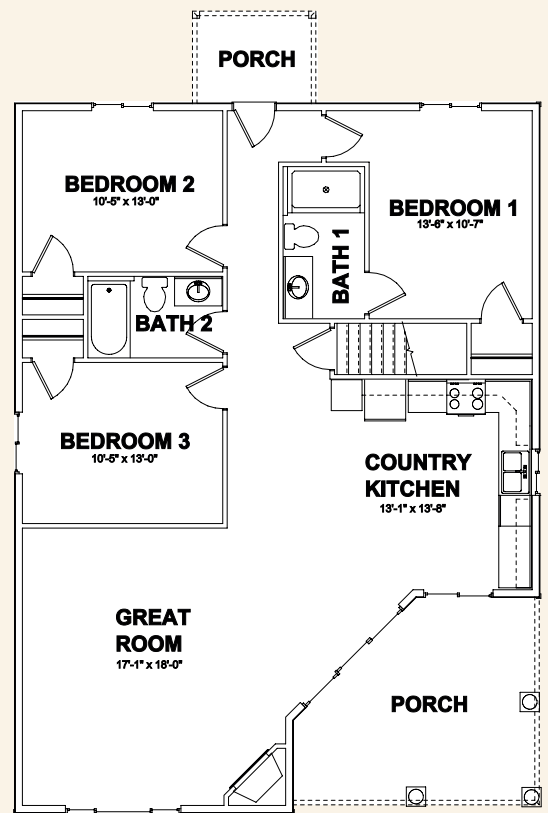 PORCH
BEDROOM 2
10'-5" x 13'-0"
BEDROOM 1
13'-6" x 10'-7"
BATH 1
BATH 2
BEDROOM 3
10'-5" x 13'-0"
COUNTRY
KITCHEN
13'-1" x 13'-8"
GREAT
ROOM
17'-1" x 18'-0"
PORCH